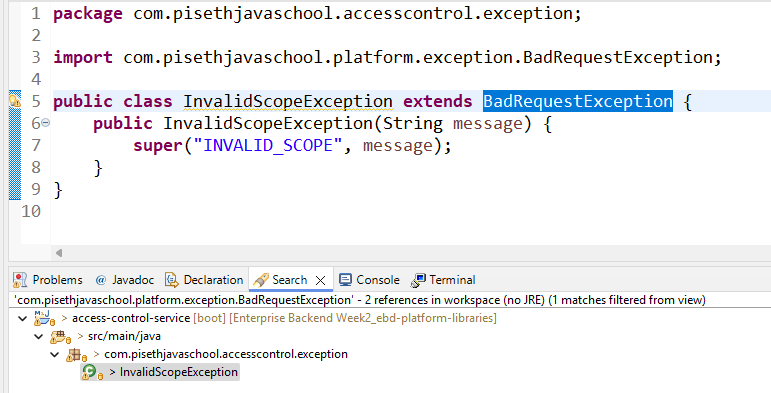 1 package com.pisethjavaschool.accesscontrol.exception;
2
3 import com.pisethjavaschool.platform.exception.BadRequestException;
4
5 public class InvalidScopeException extends BadRequestException {
6 public InvalidScopeException(String message) {
7 super("INVALID_SCOPE", message);
8 }
9 }
10
Problems @ Javadoc Declaration Search Console Terminal
'com.pisethjavaschool.platform.exception.BadRequestException' - 2 references in workspace (no JRE) (1 matches filtered from view)
> access-control-service [boot] [Enterprise Backend Week2_ebd-platform-libraries]
> src/main/java
> com.pisethjavaschool.accesscontrol.exception
> InvalidScopeException